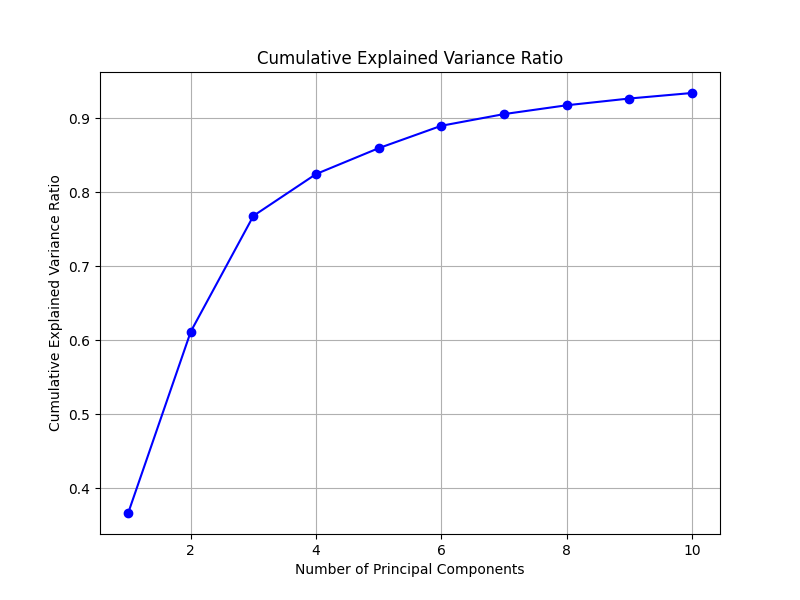 Cumulative Explained Variance Ratio
Cumulative Explained Variance Ratio
0.9
0.8
0.7
0.6
0.5
0.4
2 4 6 8 10
Number of Principal Components